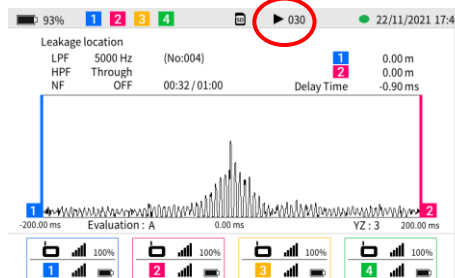 93% 1 2 3 4 SD 030 22/11/2021 17:4
Leakage location
LPF 5000 Hz (No:004) 1 0.00 m
HPF Through 2 0.00 m
NF OFF 00:32 / 01:00 Delay Time -0.90 ms
1 2
-200.00 ms Evaluation : A 0.00 ms YZ : 3 200.00 ms
100% 100% 100% 100%
1 2 3 4